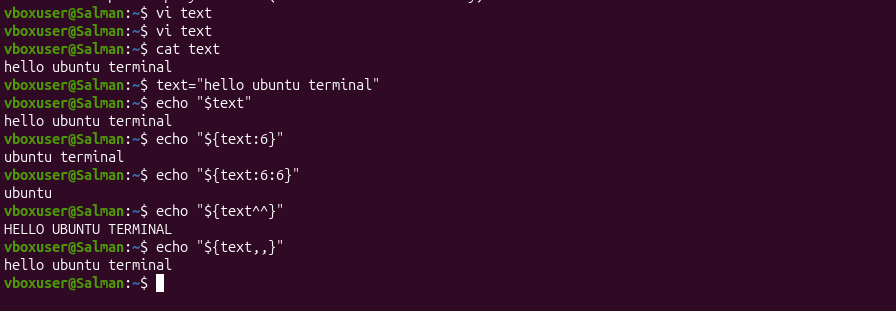 vboxuser@Salman:~$ vi text
vboxuser@Salman:~$ vi text
vboxuser@Salman:~$ cat text
hello ubuntu terminal
vboxuser@Salman:~$ text="hello ubuntu terminal"
vboxuser@Salman:~$ echo "$text"
hello ubuntu terminal
vboxuser@Salman:~$ echo "${text:6}"
ubuntu terminal
vboxuser@Salman:~$ echo "${text:6:6}"
ubuntu
vboxuser@Salman:~$ echo "${text^^}"
HELLO UBUNTU TERMINAL
vboxuser@Salman:~$ echo "${text,,}"
hello ubuntu terminal
vboxuser@Salman:~$